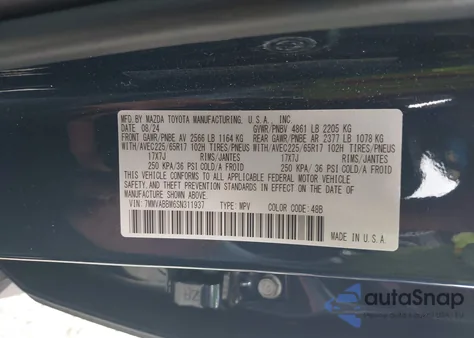 MFG. BY MAZDA TOYOTA MANUFACTURING, U.S.A., INC.
DATE 08/24 GVWR/PNBV 4861 LB 2205 KG
FRONT GAWR/PNBE AV 2566 LB 1164 KG REAR GAWR/PNBE AR 2377 LB 1078 KG
WITH/AVEC225/65R17 102H TIRES/PNEUS WITH/AVEC225/65R17 102H TIRES/PNEUS
17X7J RIMS/JANTES 17X7J RIMS/JANTES
250 KPA/36 PSI COLD/A FROID 250 KPA/36 PSI COLD/A FROID
THIS VEHICLE CONFORMS TO ALL APPLICABLE FEDERAL MOTOR VEHICLE
SAFETY, BUMPER, AND THEFT PREVENTION STANDARDS IN EFFECT ON THE DATE OF
MANUFACTURE SHOWN ABOVE.
VIN: 7MMVABBM6SN311937 TYPE: MPV COLOR CODE: 48B
MADE IN U.S.A.
autoSnap